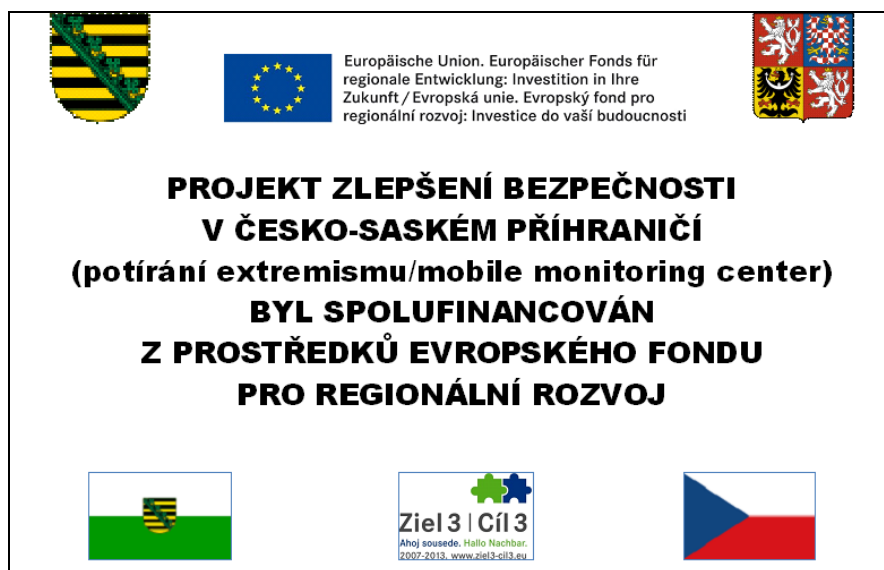 Europäische Union. Europäischer Fonds für
regionale Entwicklung: Investition in Ihre
Zukunft / Evropská unie. Evropský fond pro
regionální rozvoj: Investice do vaší budoucnosti
PROJEKT ZLEPŠENÍ BEZPEČNOSTI
V ČESKO-SASKÉM PŘÍHRANIČÍ
(potírání extremismu/mobile monitoring center)
BYL SPOLUFINANCOVÁN
Z PROSTŘEDKŮ EVROPSKÉHO FONDU
PRO REGIONÁLNÍ ROZVOJ
Ziel 3 | Cíl 3
Ahoj sousede. Hallo Nachbar.
2007-2013. www.ziel3-cil3.eu